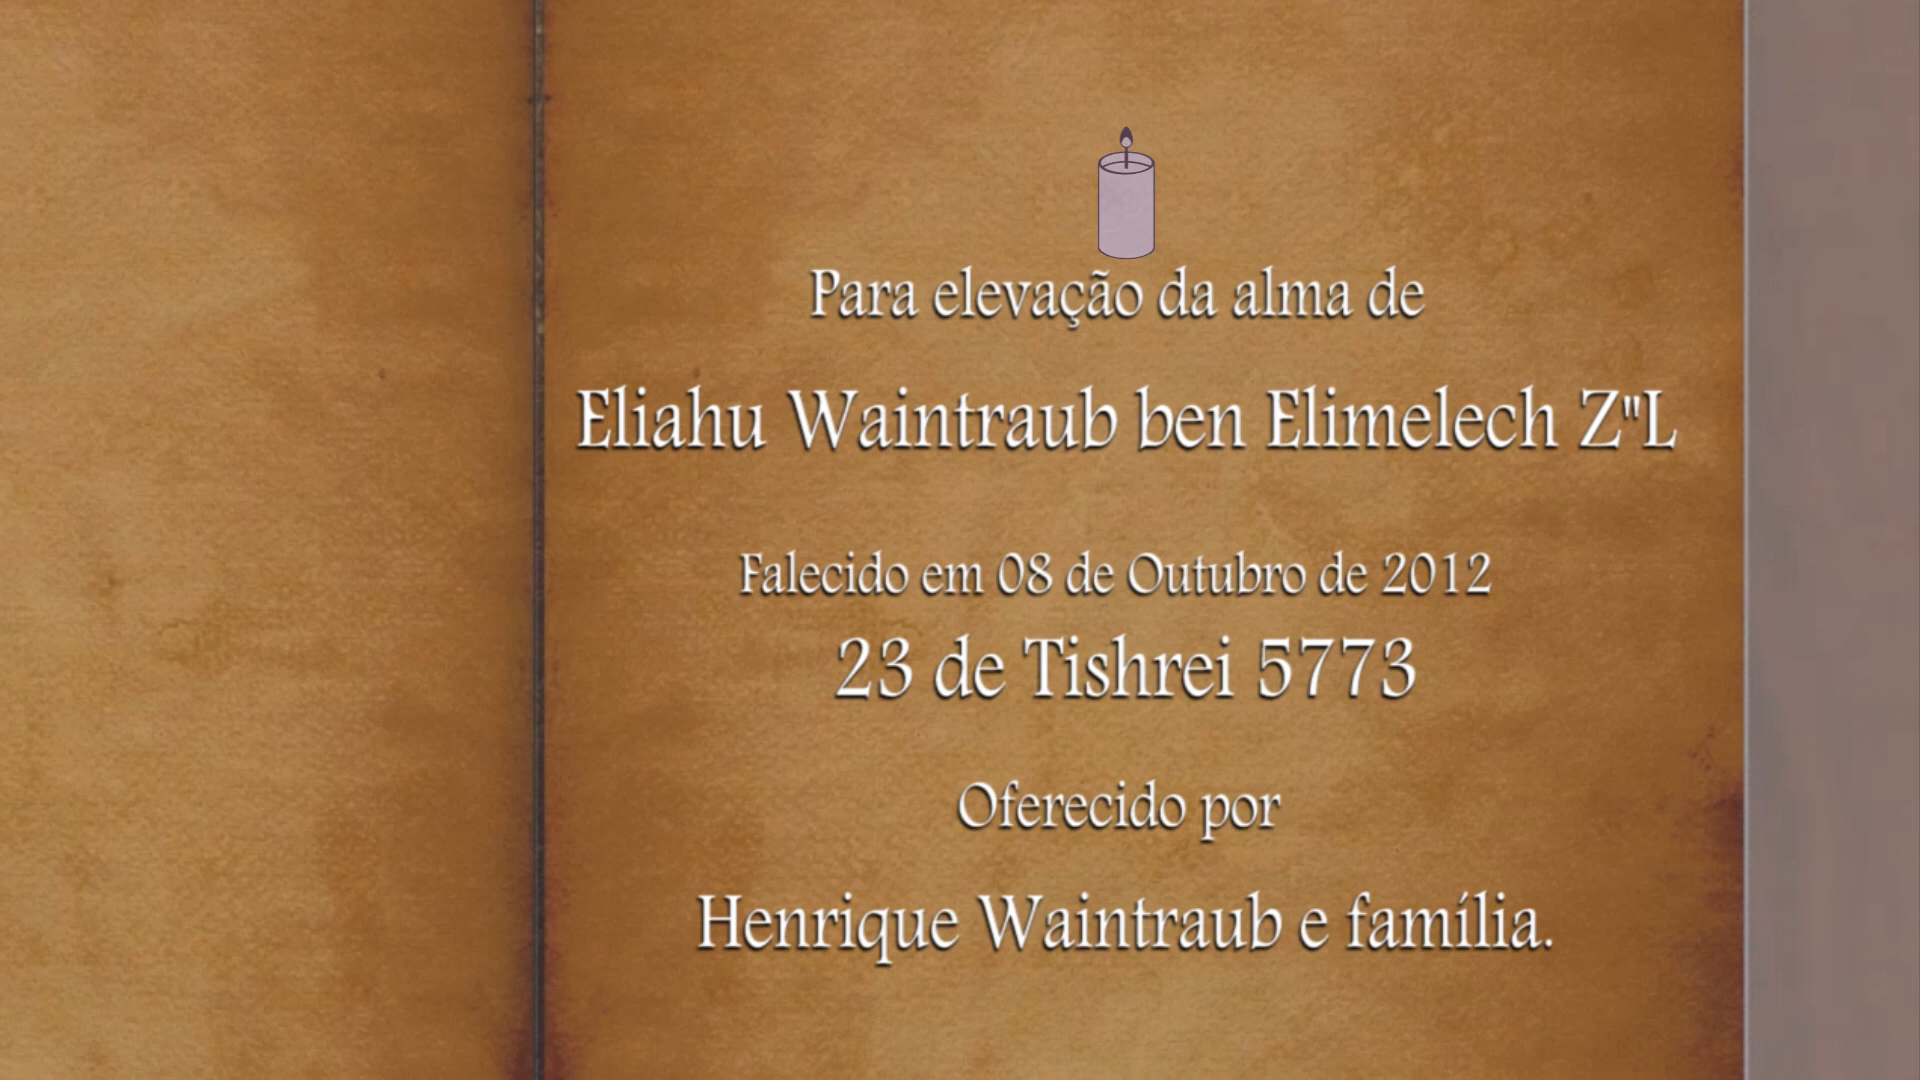 Para elevação da alma de
Eliahu Waintraub ben Elimelech Z"L
Falecido em 08 de Outubro de 2012
23 de Tishrei 5773
Oferecido por
Henrique Waintraub e família.